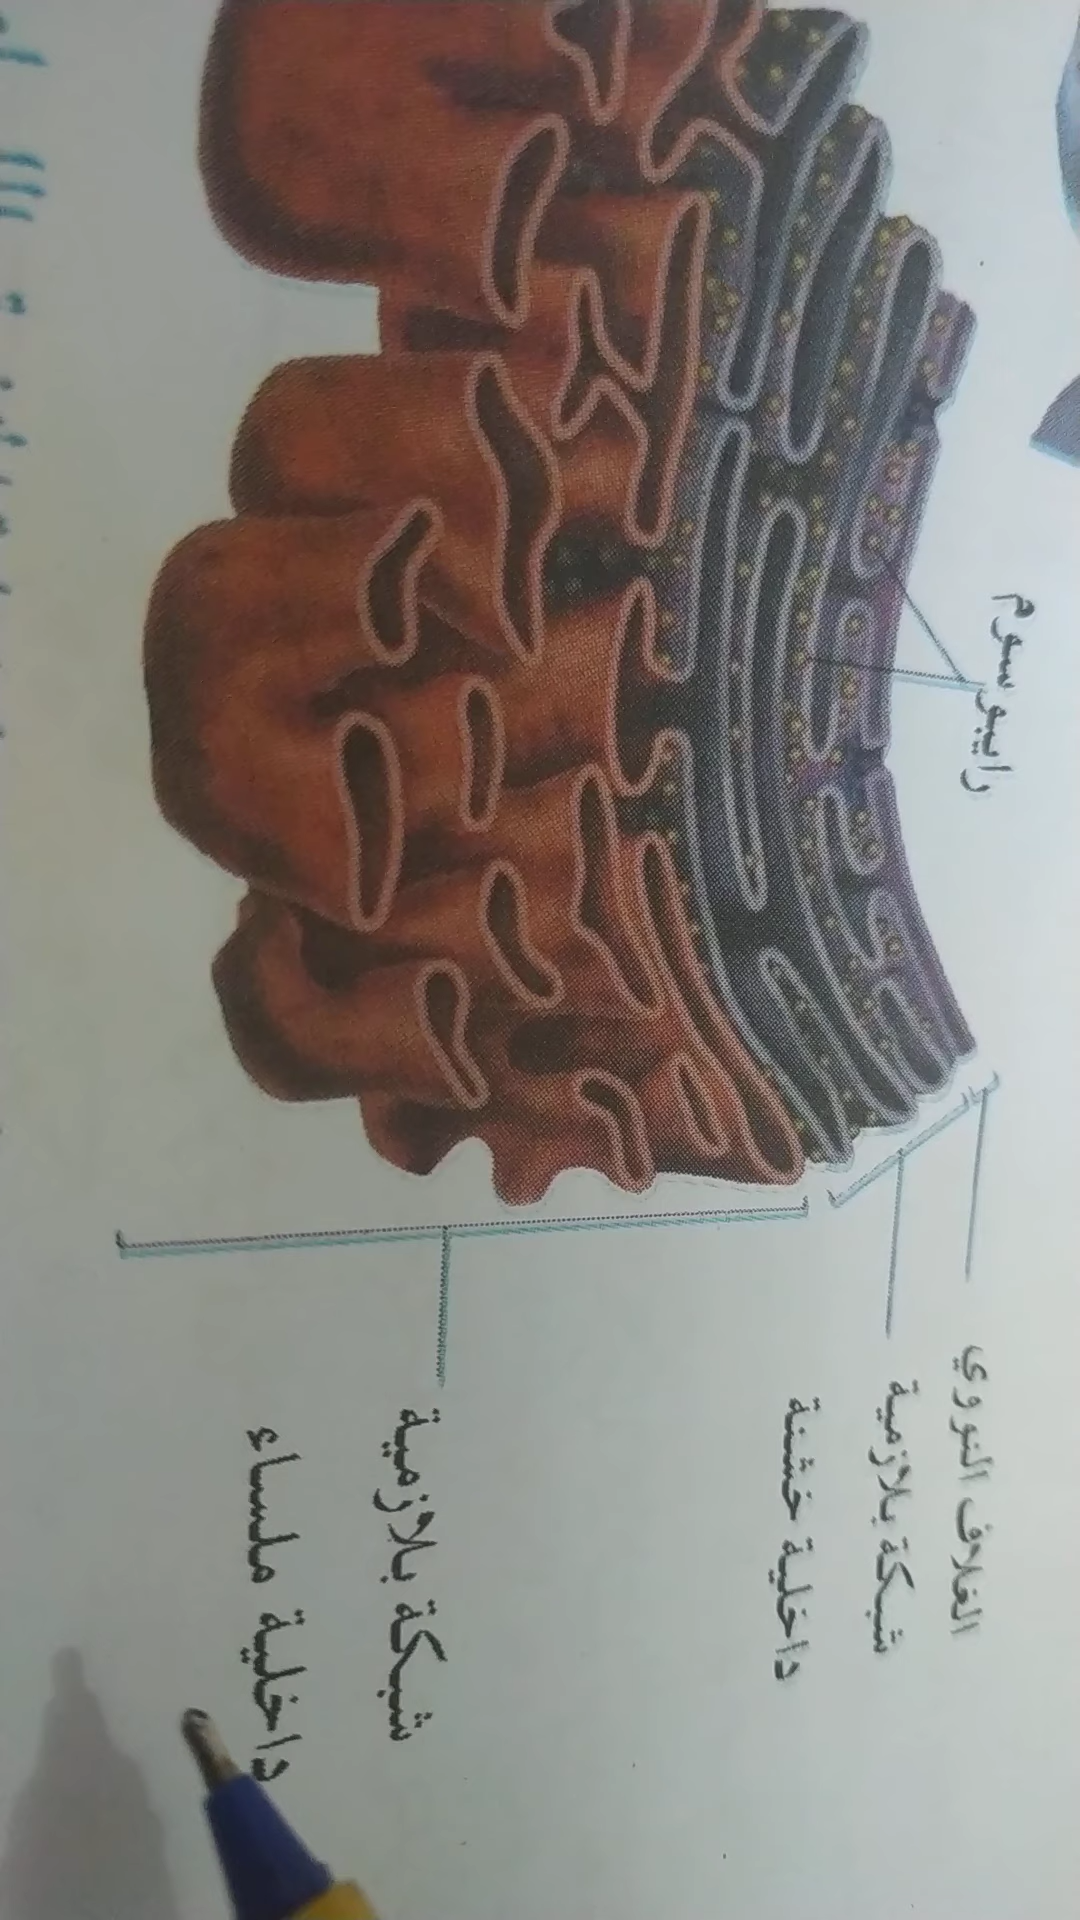 رايبوسوم
الغلاف النووي
شبكة بلازمية
داخلية خشنة
شبكة بلازمية
داخلية ملساء